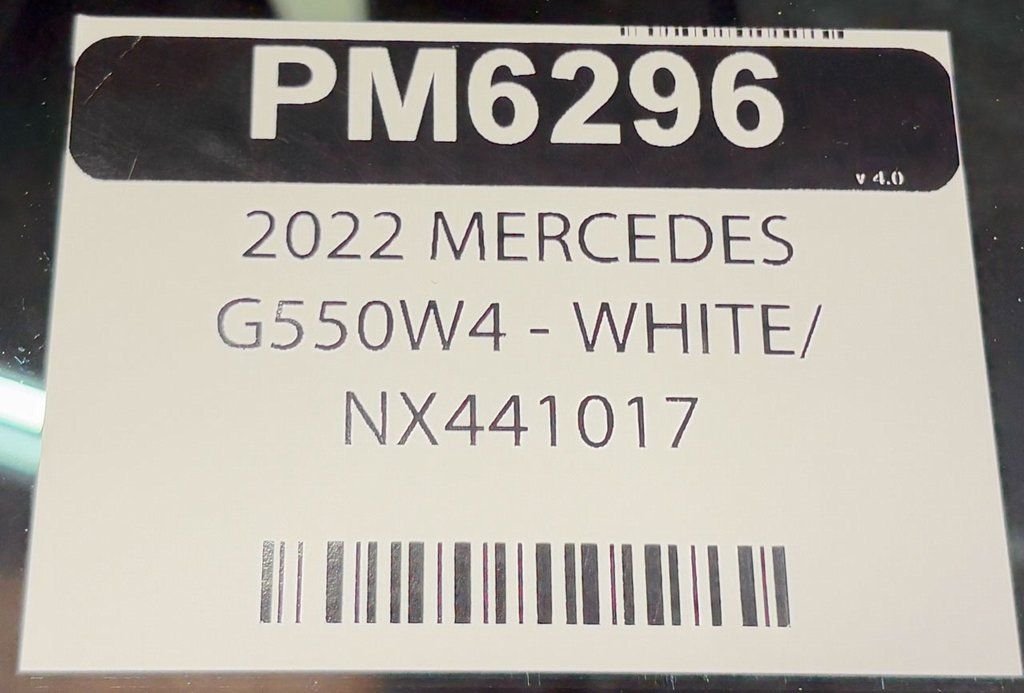 PM6296
v 4.0
2022 MERCEDES
G550W4 - WHITE/
NX441017